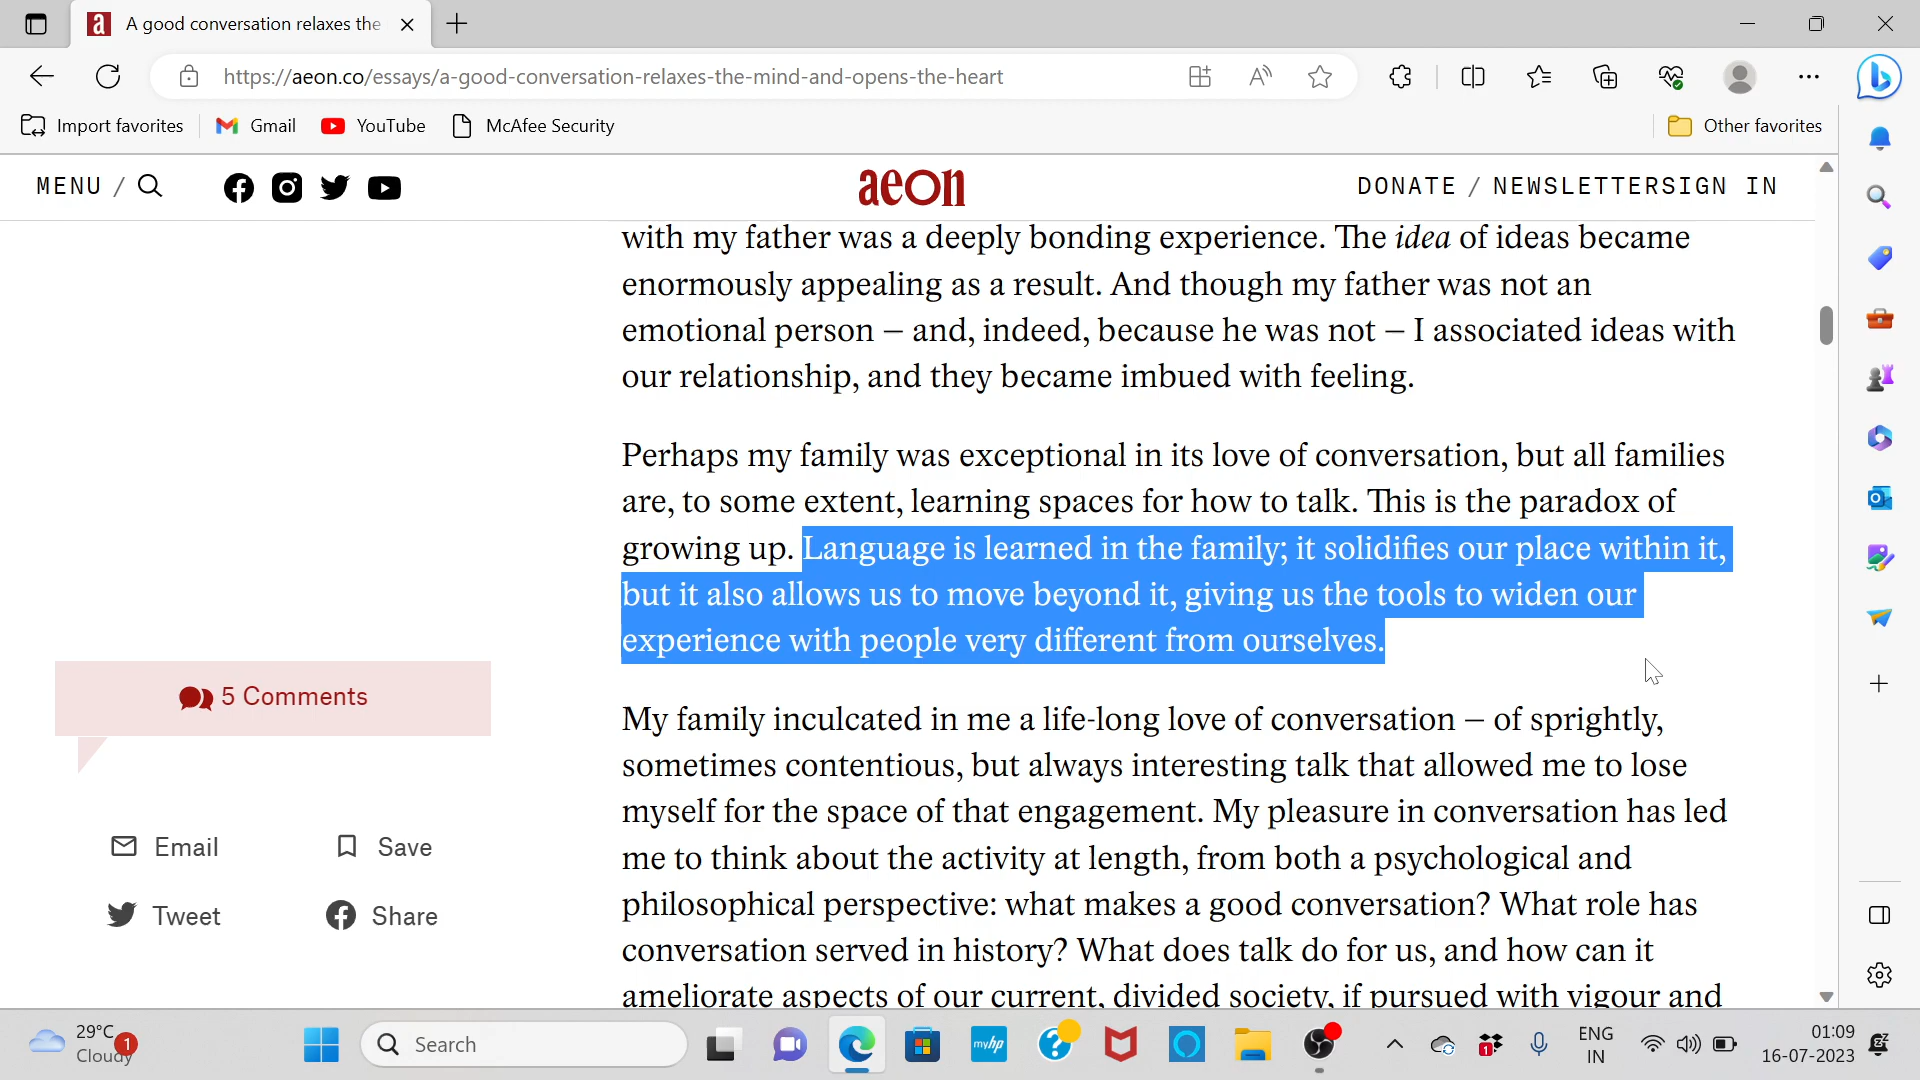 A good conversation relaxes the
https://aeon.co/essays/a-good-conversation-relaxes-the-mind-and-opens-the-heart
Import favorites
Gmail
YouTube
McAfee Security
Other favorites
MENU /
aeon
DONATE / NEWSLETTERSIGN IN
with my father was a deeply bonding experience. The idea of ideas became
enormously appealing as a result. And though my father was not an
emotional person – and, indeed, because he was not – I associated ideas with
our relationship, and they became imbued with feeling.
Perhaps my family was exceptional in its love of conversation, but all families
are, to some extent, learning spaces for how to talk. This is the paradox of
growing up. Language is learned in the family; it solidifies our place within it,
but it also allows us to move beyond it, giving us the tools to widen our
experience with people very different from ourselves.
5 Comments
My family inculcated in me a life-long love of conversation – of sprightly,
sometimes contentious, but always interesting talk that allowed me to lose
myself for the space of that engagement. My pleasure in conversation has led
me to think about the activity at length, from both a psychological and
philosophical perspective: what makes a good conversation? What role has
conversation served in history? What does talk do for us, and how can it
ameliorate aspects of our current, divided society, if pursued with vigour and
Email
Save
Tweet
Share
29°C
Cloudy
1
Search
myhp
1
ENG
IN
01:09
16-07-2023